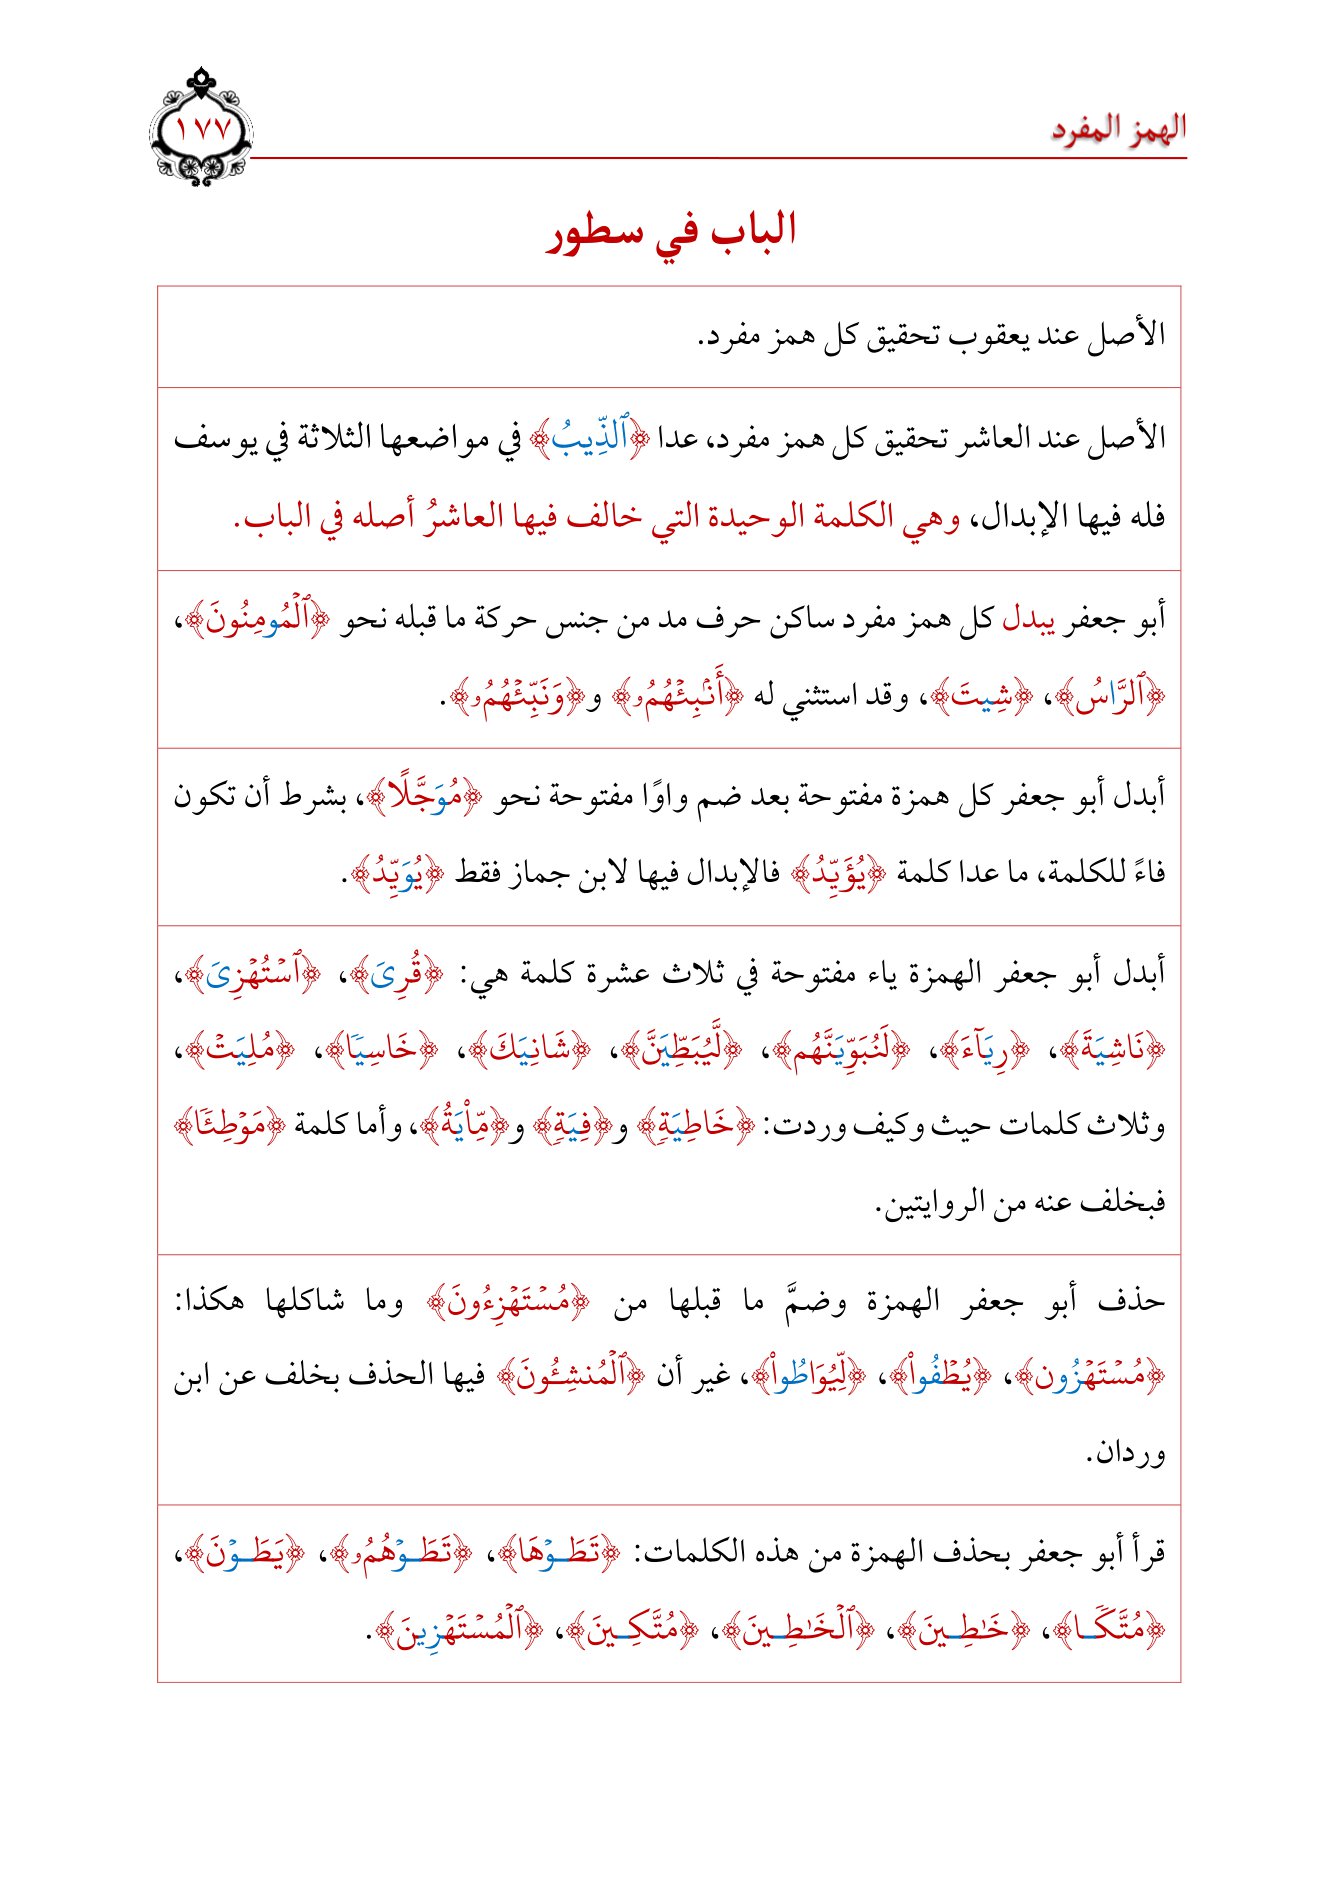 الهمز المفرد
١٧٧
الباب في سطور
الأصل عند يعقوب تحقيق كل همز مفرد.
الأصل عند العاشر تحقيق كل همز مفرد، عدا ﴿ٱلذِّيبُ﴾ في مواضعها الثلاثة في يوسف
فله فيها الإبدال، وهي الكلمة الوحيدة التي خالف فيها العاشرُ أصله في الباب.
أبو جعفر يبدل كل همز مفرد ساكن حرف مد من جنس حركة ما قبله نحو ﴿ٱلۡمُومِنُونَ﴾،
﴿ٱلرَّاسُ﴾، ﴿شِيتَ﴾، وقد استثني له ﴿أَنۢبِئۡهُمُۥ﴾ و﴿وَنَبِّئۡهُمُۥ﴾.
أبدل أبو جعفر كل همزة مفتوحة بعد ضم واوًا مفتوحة نحو ﴿مُوَجَّلًا﴾، بشرط أن تكون
فاءً للكلمة، ما عدا كلمة ﴿يُؤَيِّدُ﴾ فالإبدال فيها لابن جماز فقط ﴿يُوَيِّدُ﴾.
أبدل أبو جعفر الهمزة ياء مفتوحة في ثلاث عشرة كلمة هي: ﴿قُرِىَ﴾، ﴿ٱسۡتُهۡزِىَ﴾،
﴿نَاشِيَةَ﴾، ﴿رِيَآءَ﴾، ﴿لَنُبَوِّيَنَّهُم﴾، ﴿لَّيُبَطِّيَنَّ﴾، ﴿شَانِيَكَ﴾، ﴿خَاسِيٗا﴾، ﴿مُلِيَتۡ﴾،
وثلاث كلمات حيث وكيف وردت: ﴿خَاطِيَةٖ﴾ و﴿فِيَةٖ﴾ و﴿مِّاْيَةُ﴾، وأما كلمة ﴿مَوۡطِئٗا﴾
فبخلف عنه من الروايتين.
حذف أبو جعفر الهمزة وضمَّ ما قبلها من ﴿مُسۡتَهۡزِءُونَ﴾ وما شاكلها هكذا:
﴿مُسۡتَهۡزُون﴾، ﴿يُطۡفُواْ﴾، ﴿لِّيُوَاطُواْ﴾، غير أن ﴿ٱلۡمُنشِـُٔونَ﴾ فيها الحذف بخلف عن ابن
وردان.
قرأ أبو جعفر بحذف الهمزة من هذه الكلمات: ﴿تَطَـوۡهَا﴾، ﴿تَطَـوۡهُمُۥ﴾، ﴿يَطَـوۡنَ﴾،
﴿مُتَّكٗـا﴾، ﴿خَٰطِـينَ﴾، ﴿ٱلۡخَٰطِـينَ﴾، ﴿مُتَّكِـينَ﴾، ﴿ٱلۡمُسۡتَهۡزِينَ﴾.